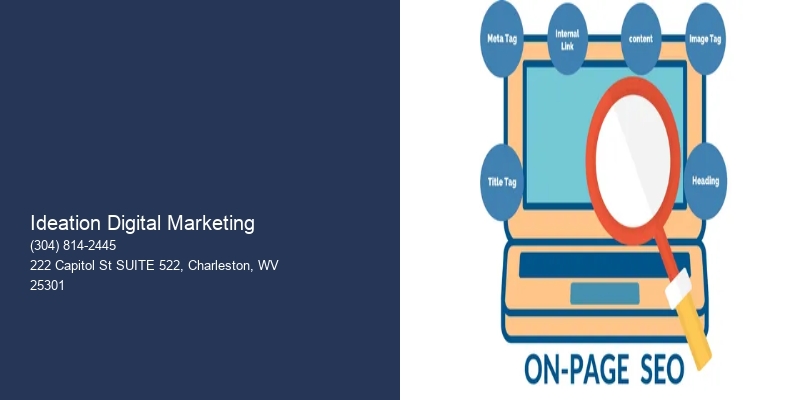 Ideation Digital Marketing
(304) 814-2445
222 Capitol St SUITE 522, Charleston, WV
25301
Meta Tag
Internal
Link
content
Image Tag
Title Tag
Heading
ON-PAGE SEO